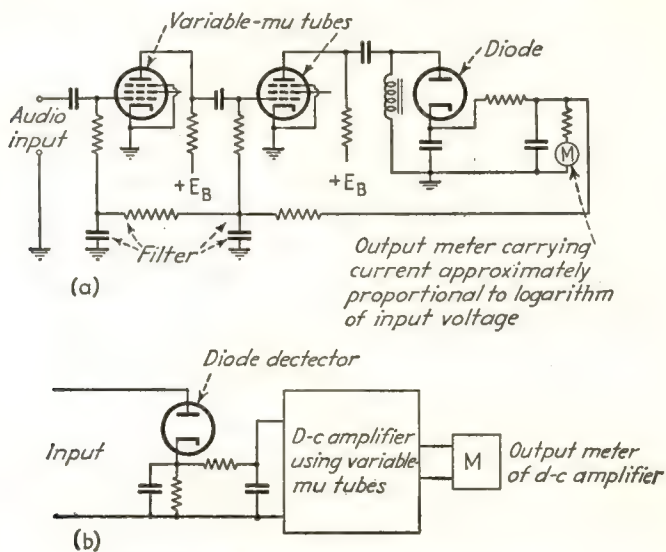 Variable-mu tubes
Diode
Audio
input
+E_B
+E_B
M
Filter
Output meter carrying
current approximately
proportional to logarithm
of input voltage
(a)
Diode dectector
Input
D-c amplifier
using variable-
mu tubes
M
Output meter
of d-c amplifier
(b)